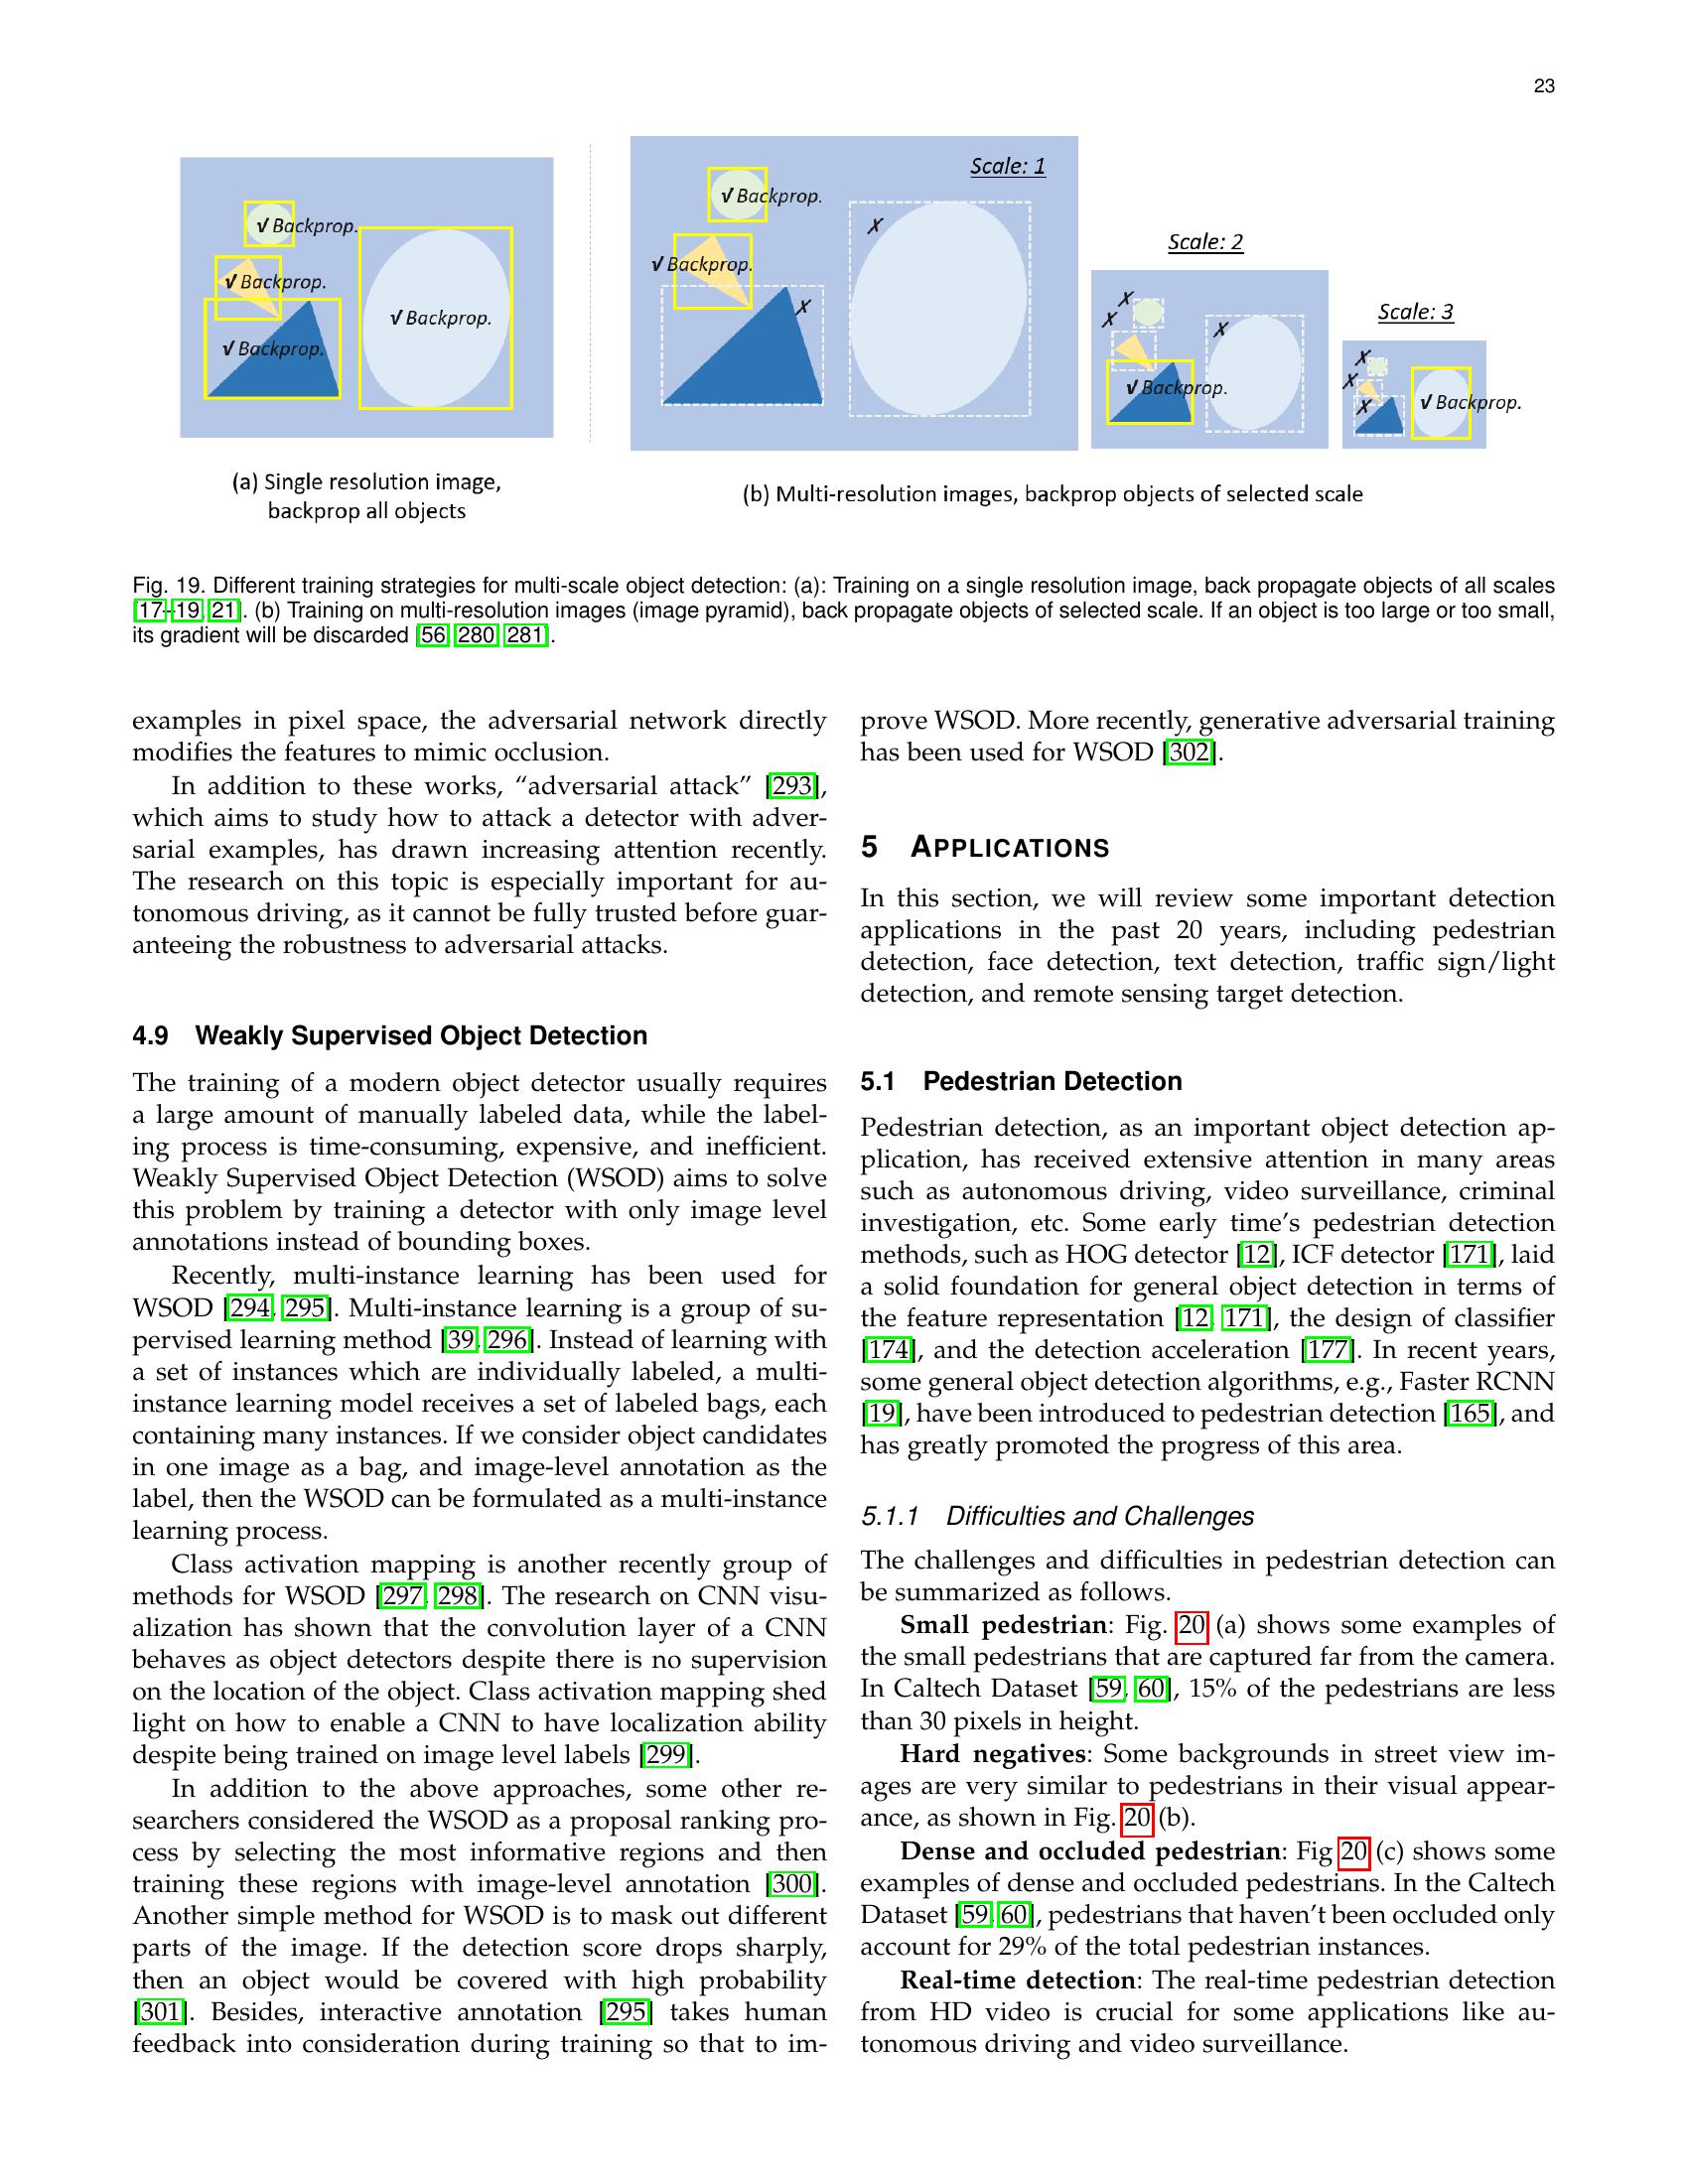 23
√ Backprop.
√ Backprop.
√ Backprop.
√ Backprop.
(a) Single resolution image,
backprop all objects
Scale: 1
√ Backprop.
√ Backprop.
✗
✗
Scale: 2
✗
✗
✗
√ Backprop.
Scale: 3
✗
✗
✗
√ Backprop.
(b) Multi-resolution images, backprop objects of selected scale
Fig. 19. Different training strategies for multi-scale object detection: (a): Training on a single resolution image, back propagate objects of all scales
[17–19, 21]. (b) Training on multi-resolution images (image pyramid), back propagate objects of selected scale. If an object is too large or too small,
its gradient will be discarded [56, 280, 281].
examples in pixel space, the adversarial network directly
modifies the features to mimic occlusion.
In addition to these works, “adversarial attack” [293],
which aims to study how to attack a detector with adver-
sarial examples, has drawn increasing attention recently.
The research on this topic is especially important for au-
tonomous driving, as it cannot be fully trusted before guar-
anteeing the robustness to adversarial attacks.
4.9 Weakly Supervised Object Detection
The training of a modern object detector usually requires
a large amount of manually labeled data, while the label-
ing process is time-consuming, expensive, and inefficient.
Weakly Supervised Object Detection (WSOD) aims to solve
this problem by training a detector with only image level
annotations instead of bounding boxes.
Recently, multi-instance learning has been used for
WSOD [294, 295]. Multi-instance learning is a group of su-
pervised learning method [39, 296]. Instead of learning with
a set of instances which are individually labeled, a multi-
instance learning model receives a set of labeled bags, each
containing many instances. If we consider object candidates
in one image as a bag, and image-level annotation as the
label, then the WSOD can be formulated as a multi-instance
learning process.
Class activation mapping is another recently group of
methods for WSOD [297, 298]. The research on CNN visu-
alization has shown that the convolution layer of a CNN
behaves as object detectors despite there is no supervision
on the location of the object. Class activation mapping shed
light on how to enable a CNN to have localization ability
despite being trained on image level labels [299].
In addition to the above approaches, some other re-
searchers considered the WSOD as a proposal ranking pro-
cess by selecting the most informative regions and then
training these regions with image-level annotation [300].
Another simple method for WSOD is to mask out different
parts of the image. If the detection score drops sharply,
then an object would be covered with high probability
[301]. Besides, interactive annotation [295] takes human
feedback into consideration during training so that to im-
prove WSOD. More recently, generative adversarial training
has been used for WSOD [302].
5 APPLICATIONS
In this section, we will review some important detection
applications in the past 20 years, including pedestrian
detection, face detection, text detection, traffic sign/light
detection, and remote sensing target detection.
5.1 Pedestrian Detection
Pedestrian detection, as an important object detection ap-
plication, has received extensive attention in many areas
such as autonomous driving, video surveillance, criminal
investigation, etc. Some early time's pedestrian detection
methods, such as HOG detector [12], ICF detector [171], laid
a solid foundation for general object detection in terms of
the feature representation [12, 171], the design of classifier
[174], and the detection acceleration [177]. In recent years,
some general object detection algorithms, e.g., Faster RCNN
[19], have been introduced to pedestrian detection [165], and
has greatly promoted the progress of this area.
5.1.1 Difficulties and Challenges
The challenges and difficulties in pedestrian detection can
be summarized as follows.
Small pedestrian: Fig. 20 (a) shows some examples of
the small pedestrians that are captured far from the camera.
In Caltech Dataset [59, 60], 15% of the pedestrians are less
than 30 pixels in height.
Hard negatives: Some backgrounds in street view im-
ages are very similar to pedestrians in their visual appear-
ance, as shown in Fig. 20 (b).
Dense and occluded pedestrian: Fig 20 (c) shows some
examples of dense and occluded pedestrians. In the Caltech
Dataset [59, 60], pedestrians that haven't been occluded only
account for 29% of the total pedestrian instances.
Real-time detection: The real-time pedestrian detection
from HD video is crucial for some applications like au-
tonomous driving and video surveillance.